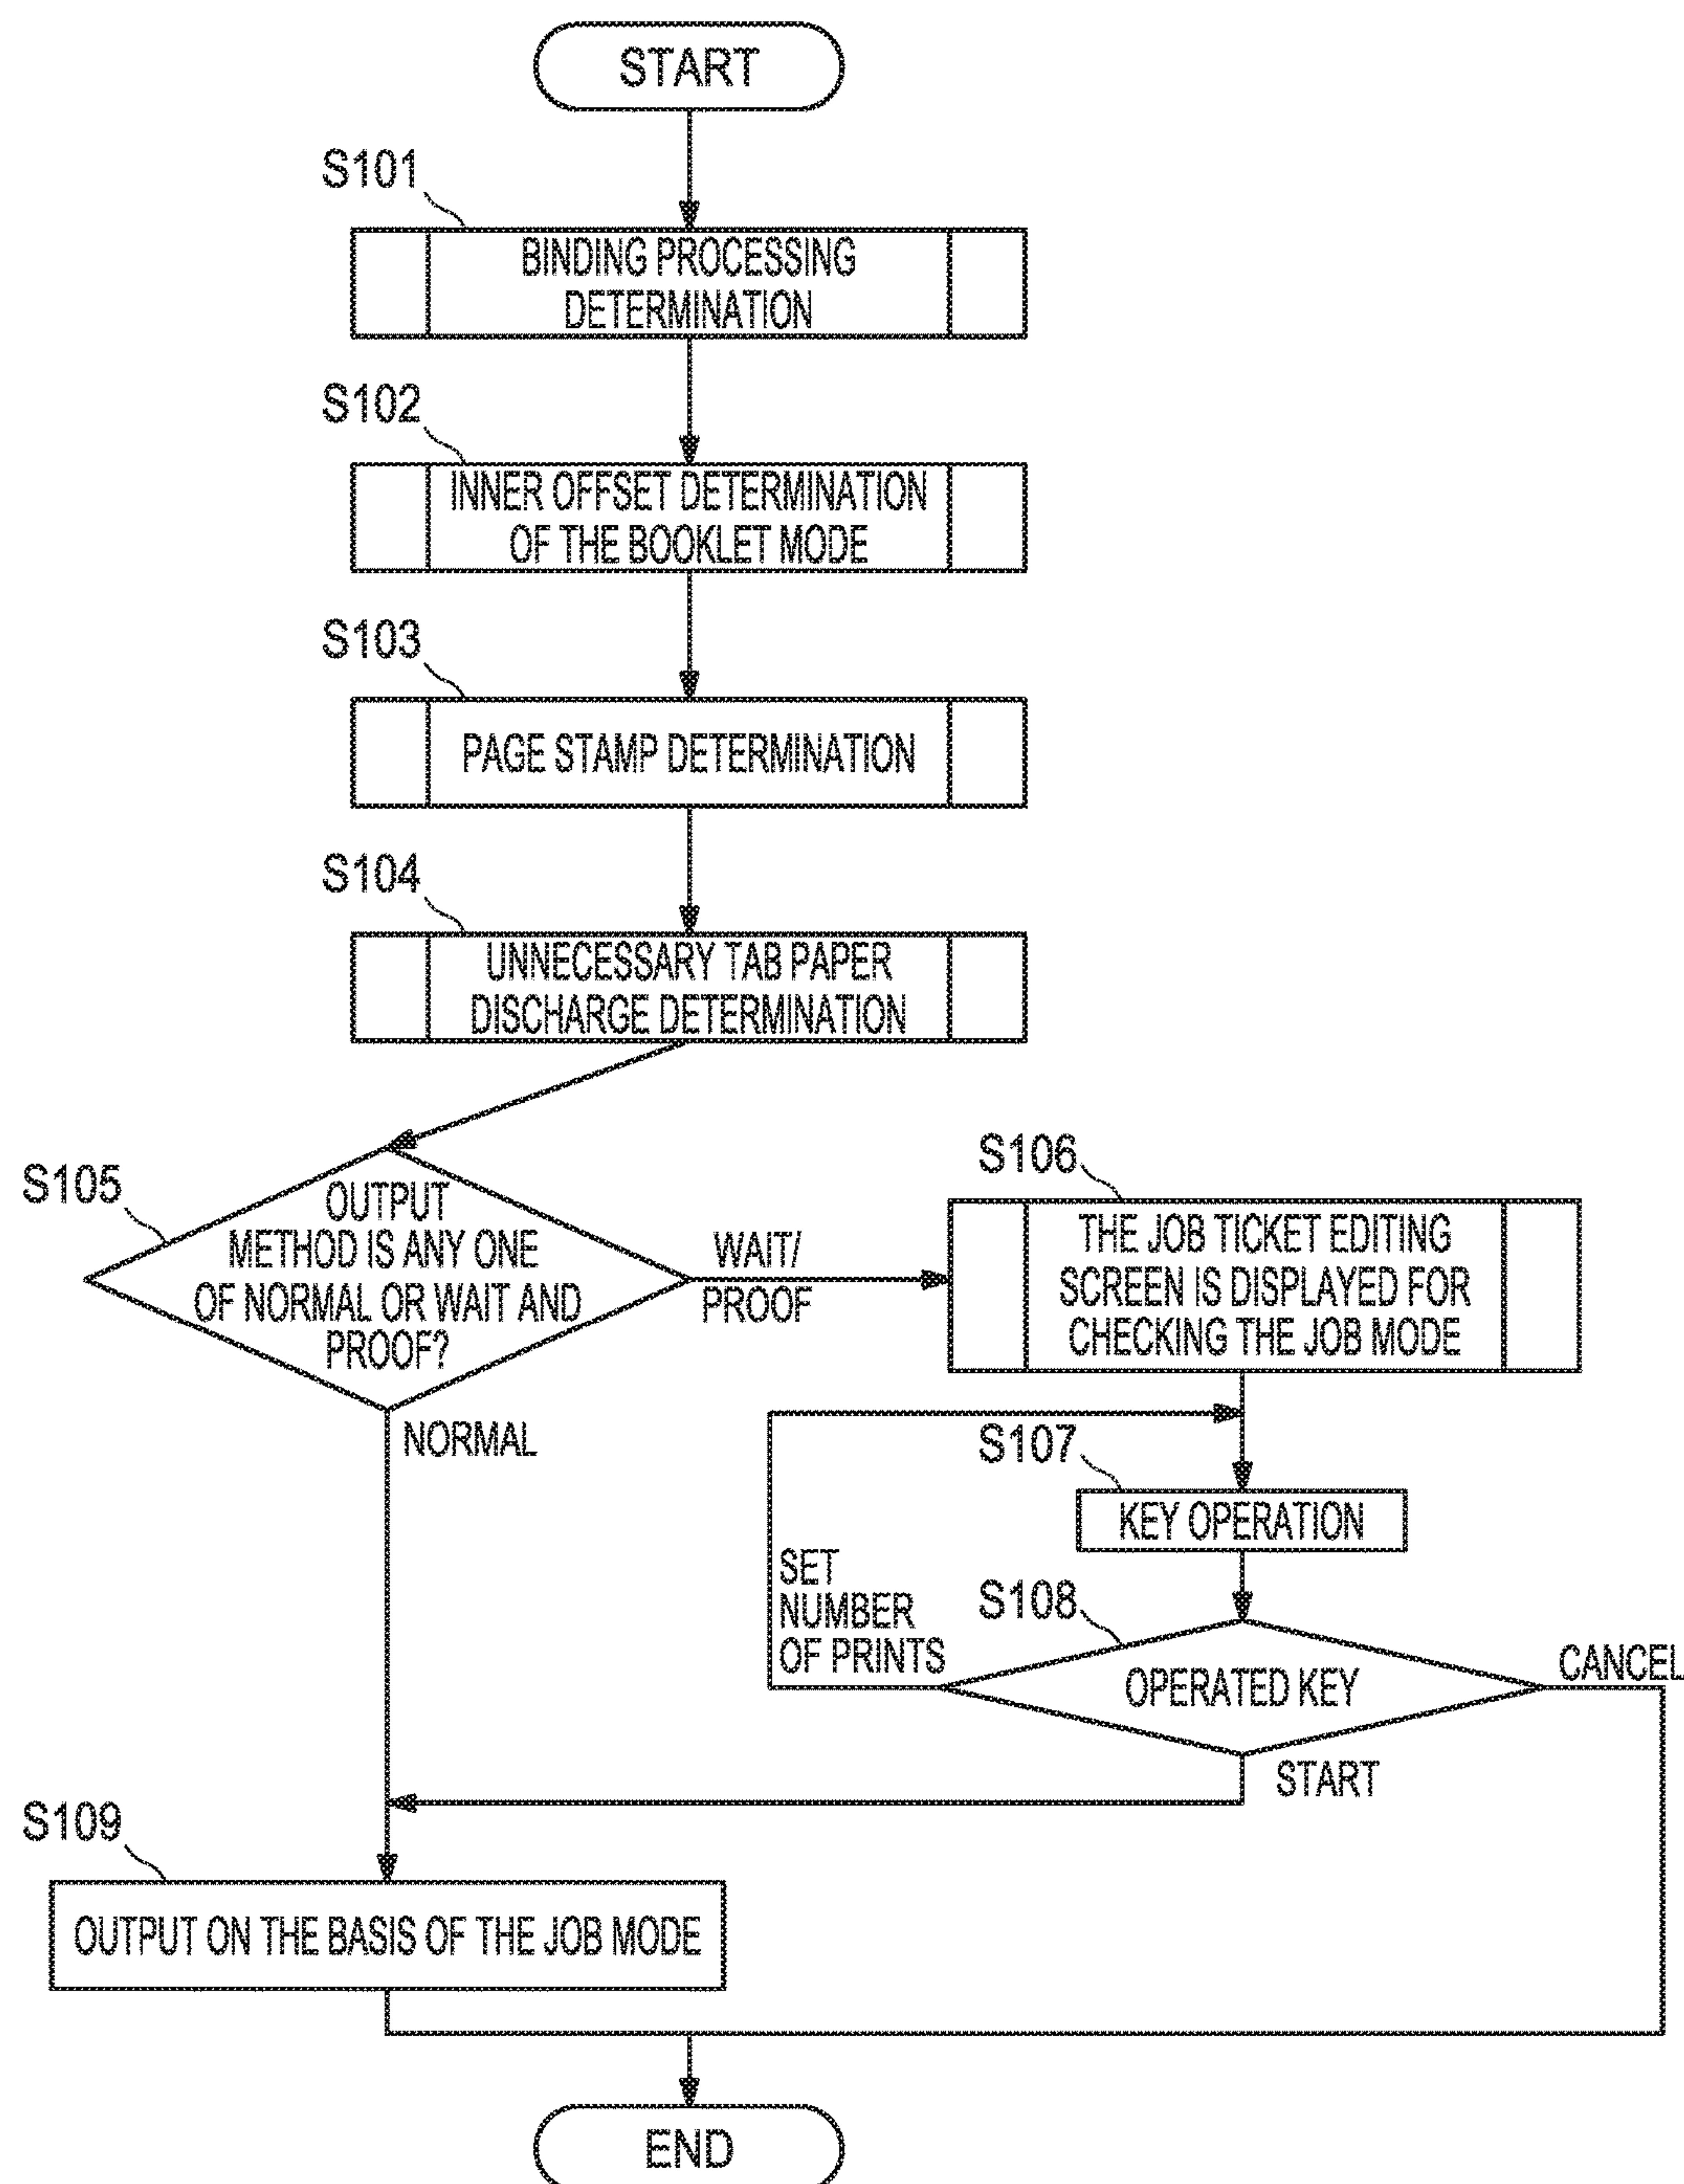 START
S101
BINDING PROCESSING
DETERMINATION
S102
INNER OFFSET DETERMINATION
OF THE BOOKLET MODE
S103
PAGE STAMP DETERMINATION
S104
UNNECESSARY TAB PAPER
DISCHARGE DETERMINATION
S105
OUTPUT
METHOD IS ANY ONE
OF NORMAL OR WAIT AND
PROOF?
WAIT/
PROOF
NORMAL
S106
THE JOB TICKET EDITING
SCREEN IS DISPLAYED FOR
CHECKING THE JOB MODE
S107
KEY OPERATION
SET
NUMBER
OF PRINTS
S108
OPERATED KEY
CANCEL
START
S109
OUTPUT ON THE BASIS OF THE JOB MODE
END